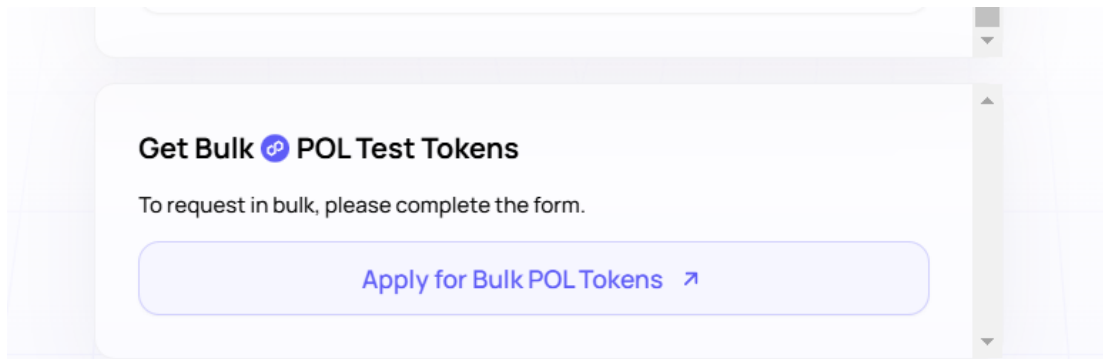 Get Bulk POL Test Tokens
To request in bulk, please complete the form.
Apply for Bulk POL Tokens